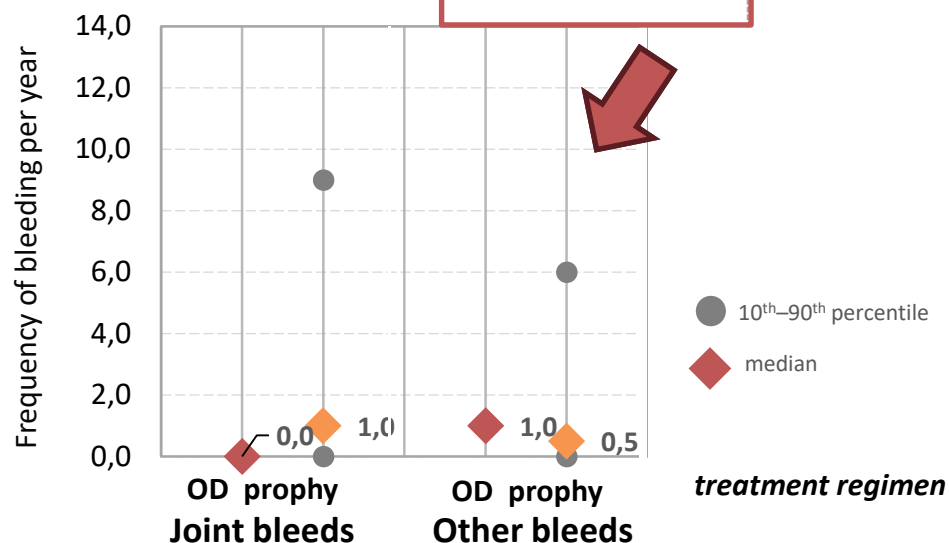 Frequency of bleeding per year
14,0
12,0
10,0
8,0
6,0
4,0
2,0
0,0
0,0
1,0
1,0
0,5
10th–90th percentile
median
OD prophy
OD prophy
treatment regimen
Joint bleeds
Other bleeds